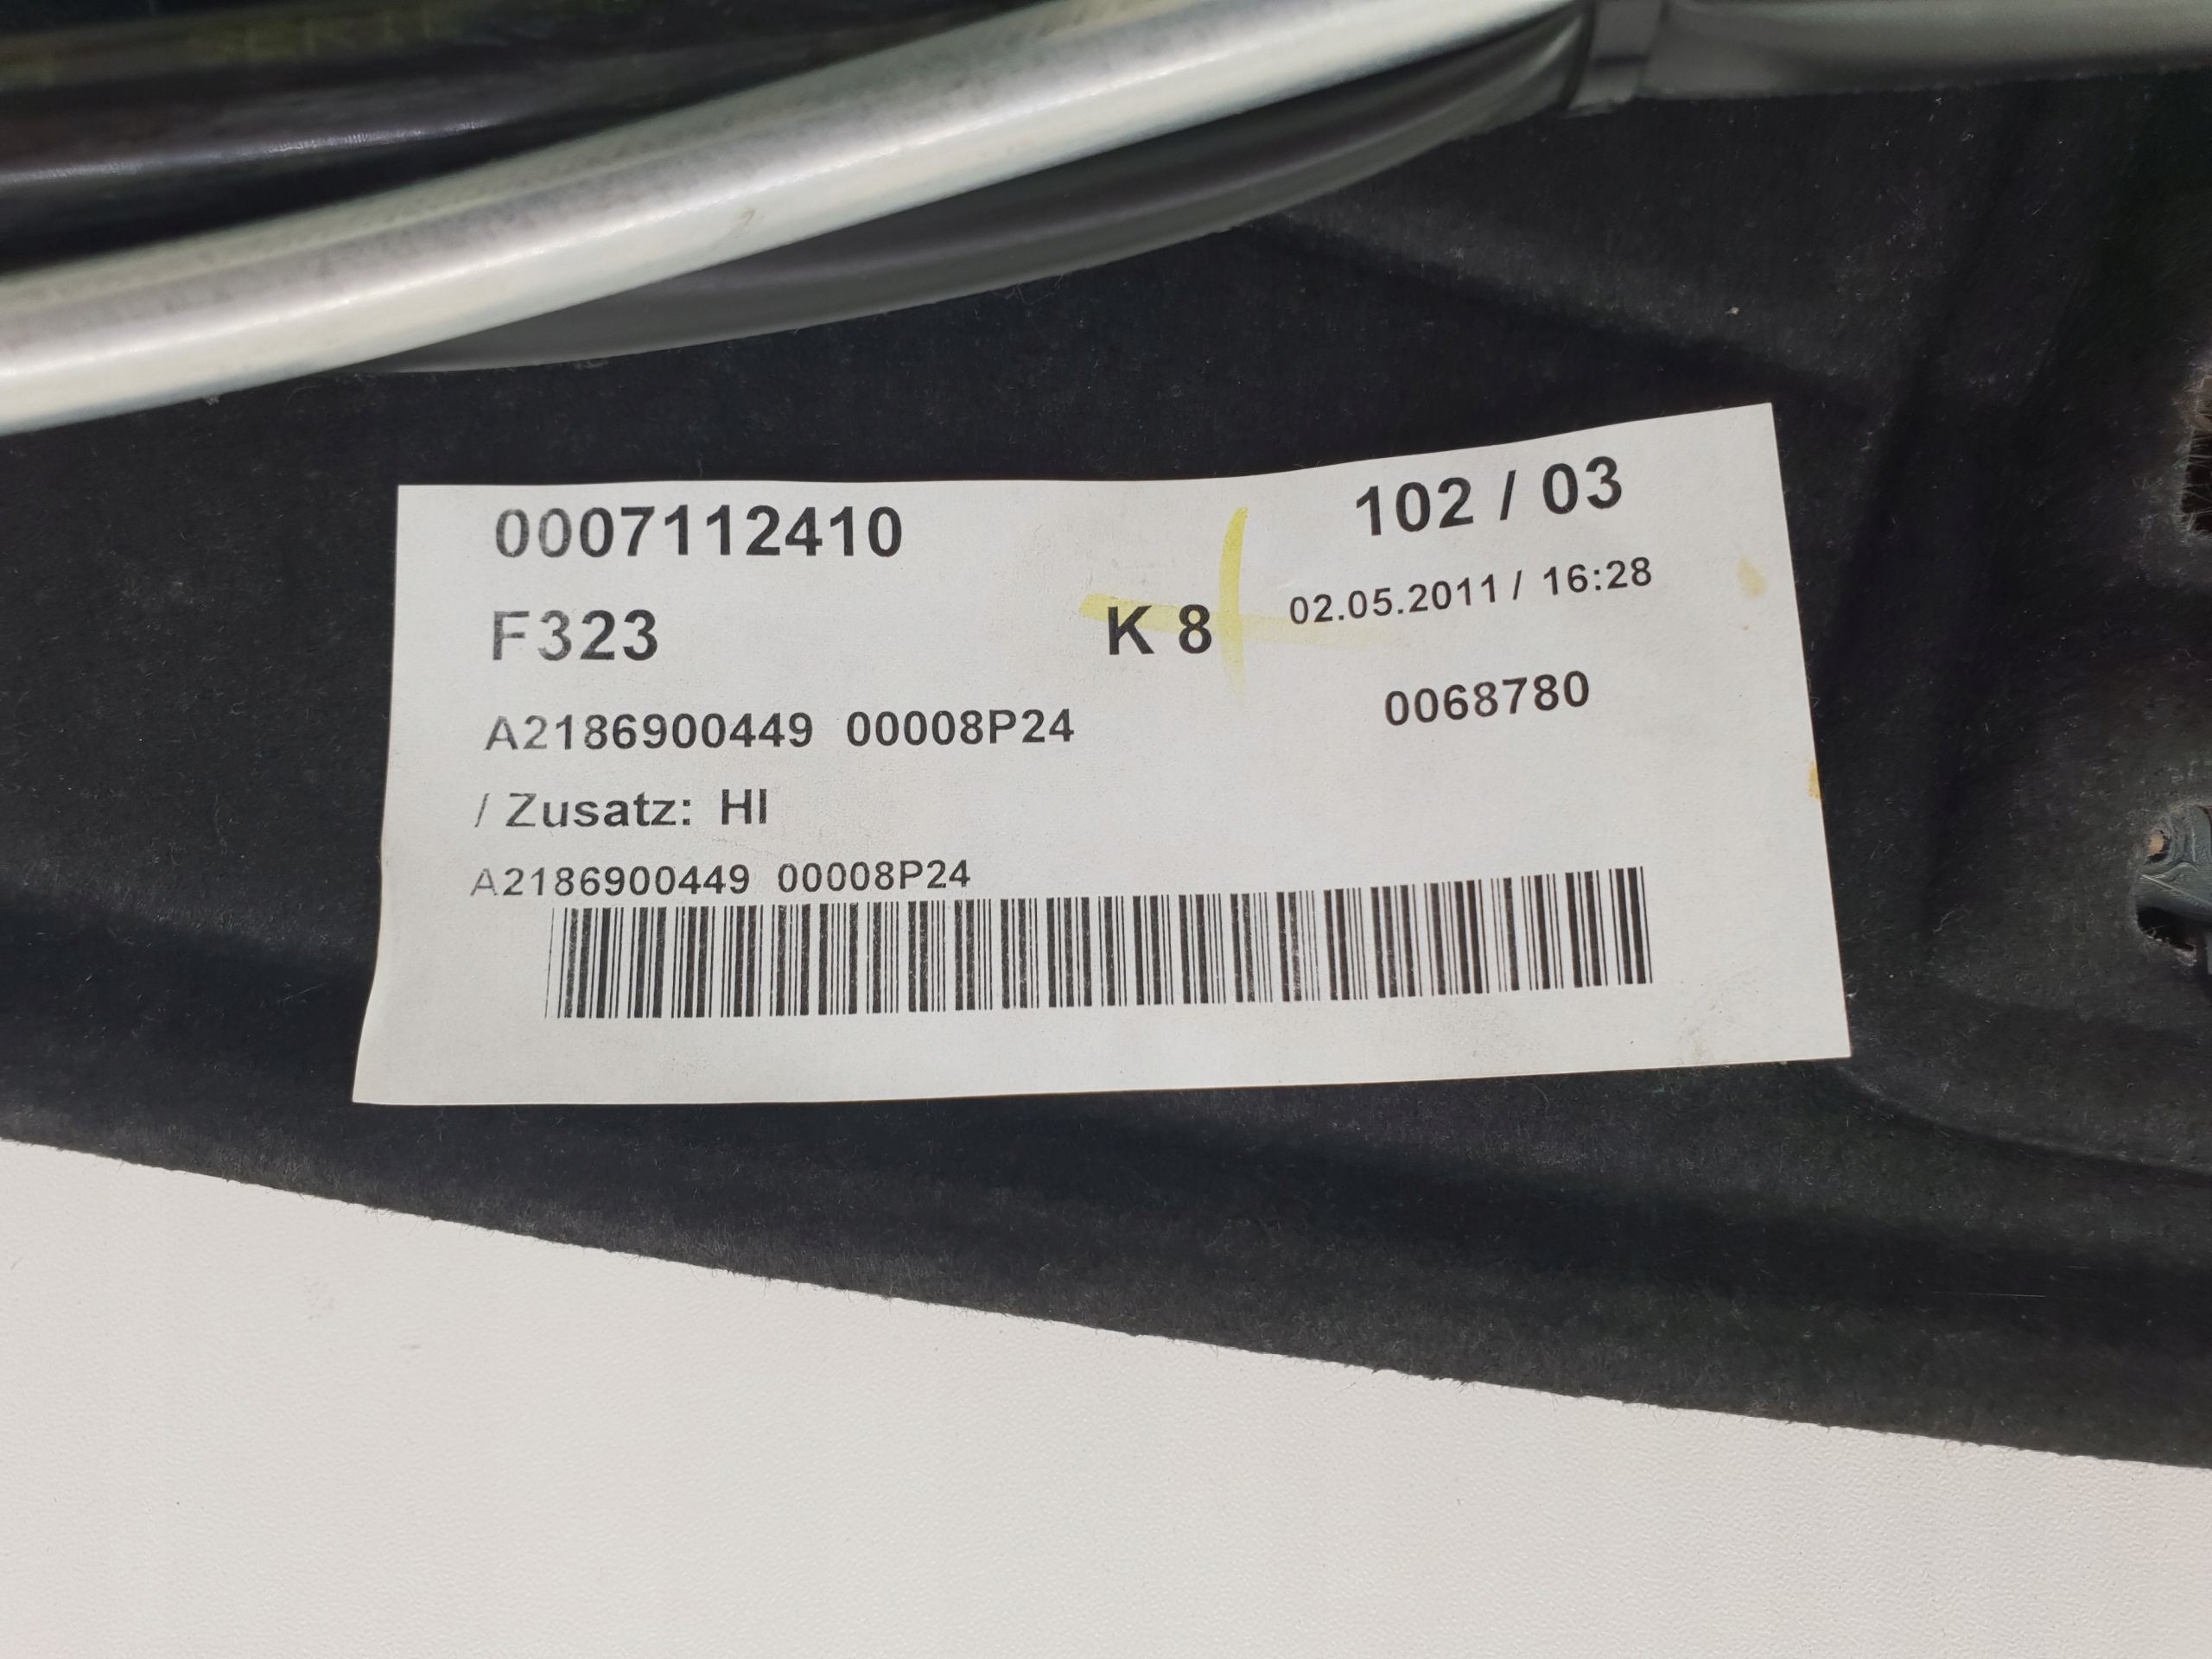 0007112410
102 / 03
F323
K 8
02.05.2011 / 16:28
A2186900449 00008P24
0068780
/ Zusatz: HI
A2186900449 00008P24